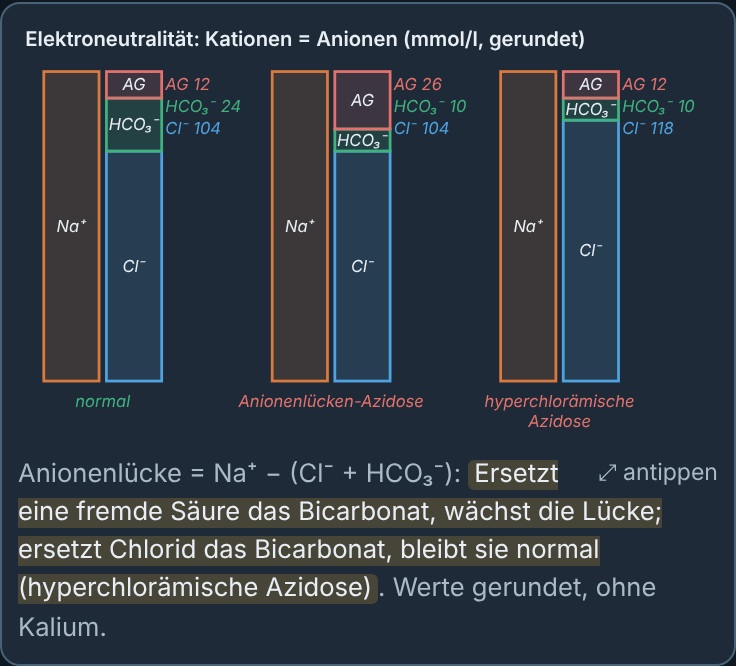 Elektroneutralität: Kationen = Anionen (mmol/l, gerundet)
Na⁺
AG
HCO₃⁻
Cl⁻
AG 12
HCO₃⁻ 24
Cl⁻ 104
normal
Na⁺
AG
HCO₃⁻
Cl⁻
AG 26
HCO₃⁻ 10
Cl⁻ 104
Anionenlücken-Azidose
Na⁺
AG
HCO₃⁻
Cl⁻
AG 12
HCO₃⁻ 10
Cl⁻ 118
hyperchlorämische
Azidose
Anionenlücke = Na⁺ − (Cl⁻ + HCO₃⁻): Ersetzt
⤢ antippen
eine fremde Säure das Bicarbonat, wächst die Lücke;
ersetzt Chlorid das Bicarbonat, bleibt sie normal
(hyperchlorämische Azidose). Werte gerundet, ohne
Kalium.